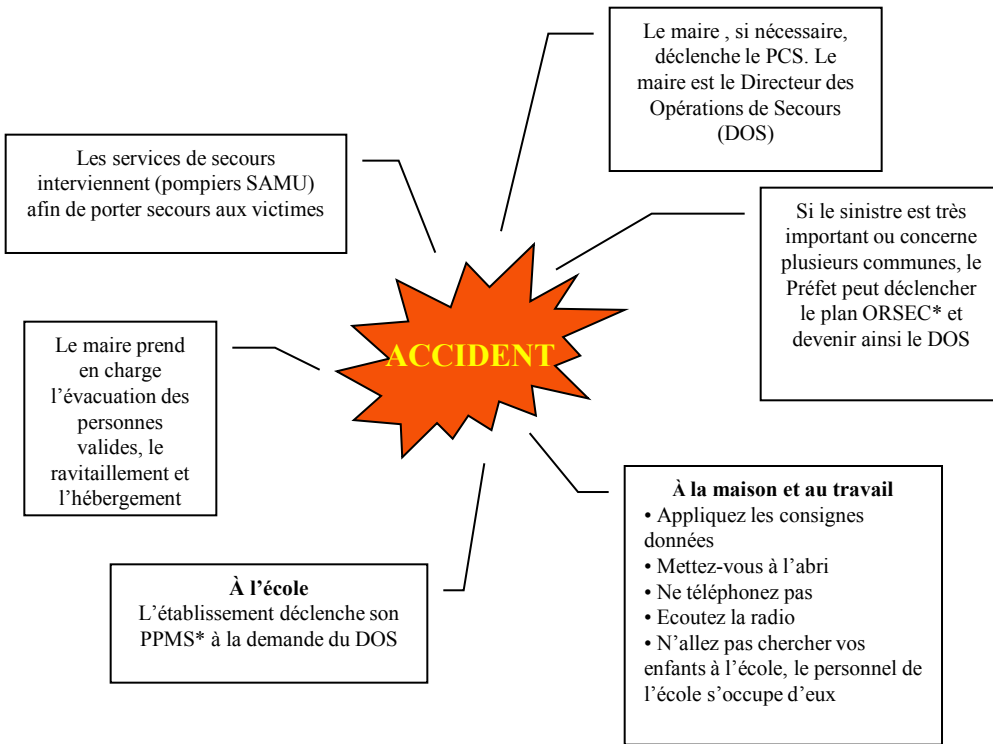 Le maire , si nécessaire,
déclenche le PCS. Le
maire est le Directeur des
Opérations de Secours
(DOS)
Les services de secours
interviennent (pompiers SAMU)
afin de porter secours aux victimes
Si le sinistre est très
important ou concerne
plusieurs communes, le
Préfet peut déclencher
le plan ORSEC* et
devenir ainsi le DOS
ACCIDENT
Le maire prend
en charge
l’évacuation des
personnes
valides, le
ravitaillement et
l’hébergement
À la maison et au travail
• Appliquez les consignes
données
• Mettez-vous à l’abri
• Ne téléphonez pas
• Ecoutez la radio
• N’allez pas chercher vos
enfants à l’école, le personnel de
l’école s’occupe d’eux
À l’école
L’établissement déclenche son
PPMS* à la demande du DOS